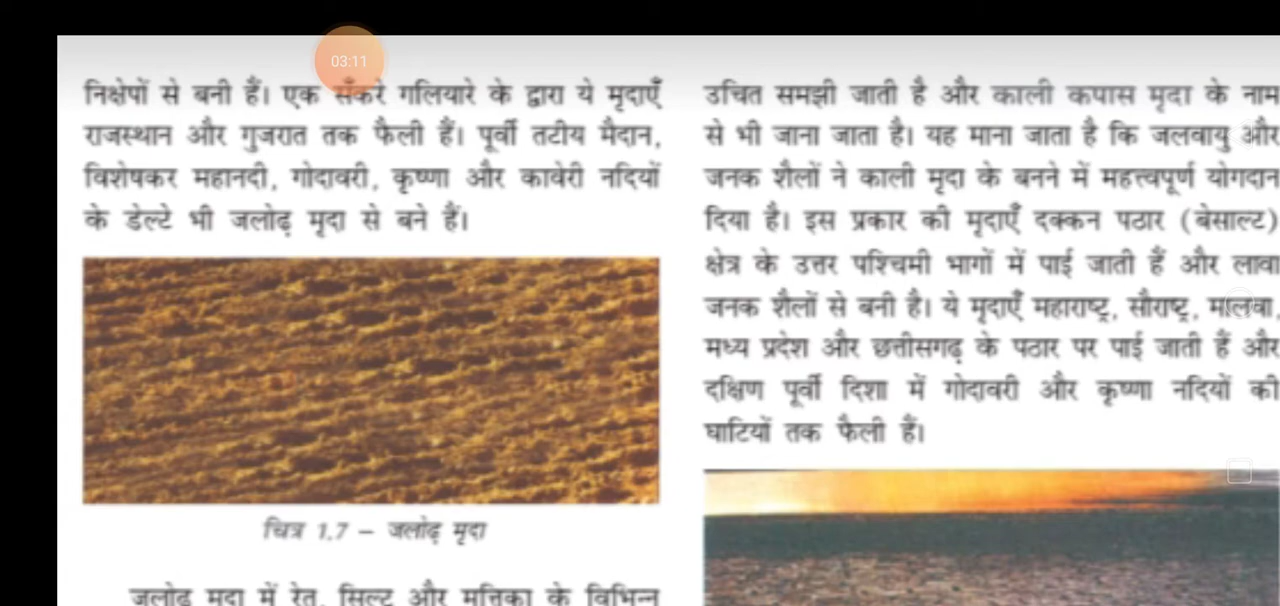 03:11
निक्षेपों से बनी हैं। एक सँकरे गलियारे के द्वारा ये मृदाएँ
राजस्थान और गुजरात तक फैली हैं। पूर्वी तटीय मैदान,
विशेषकर महानदी, गोदावरी, कृष्णा और कावेरी नदियों
के डेल्टे भी जलोढ़ मृदा से बने हैं।
चित्र 1.7 – जलोढ़ मृदा
जलोढ़ मृदा में रेत, सिल्ट और मृत्तिका के विभिन्न
उचित समझी जाती है और काली कपास मृदा के नाम
से भी जाना जाता है। यह माना जाता है कि जलवायु और
जनक शैलों ने काली मृदा के बनने में महत्त्वपूर्ण योगदान
दिया है। इस प्रकार की मृदाएँ दक्कन पठार (बेसाल्ट)
क्षेत्र के उत्तर पश्चिमी भागों में पाई जाती हैं और लावा
जनक शैलों से बनी है। ये मृदाएँ महाराष्ट्र, सौराष्ट्र, मालवा,
मध्य प्रदेश और छत्तीसगढ़ के पठार पर पाई जाती हैं और
दक्षिण पूर्वी दिशा में गोदावरी और कृष्णा नदियों की
घाटियों तक फैली हैं।